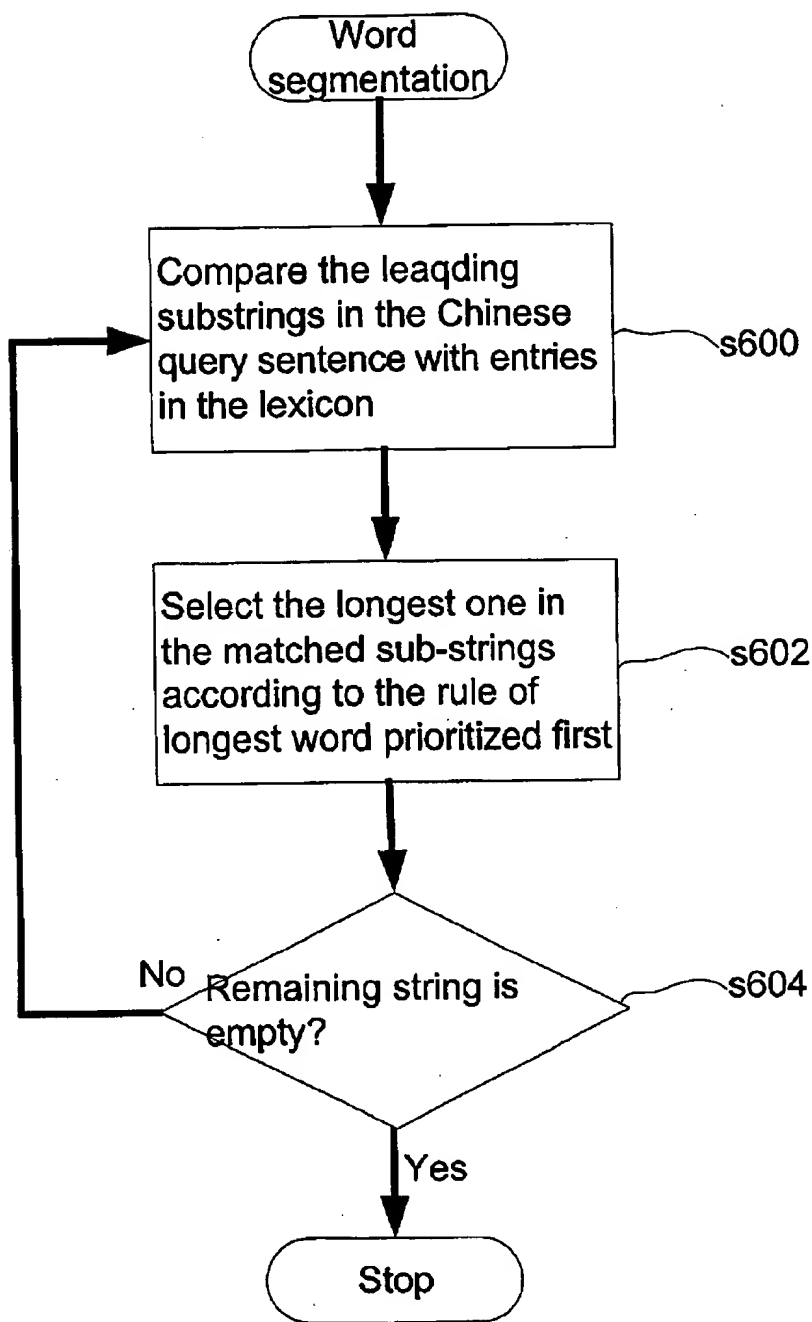 Word
segmentation
Compare the leaqding
substrings in the Chinese
query sentence with entries
in the lexicon
s600
Select the longest one in
the matched sub-strings
according to the rule of
longest word prioritized first
s602
No
Remaining string is
empty?
s604
Yes
Stop